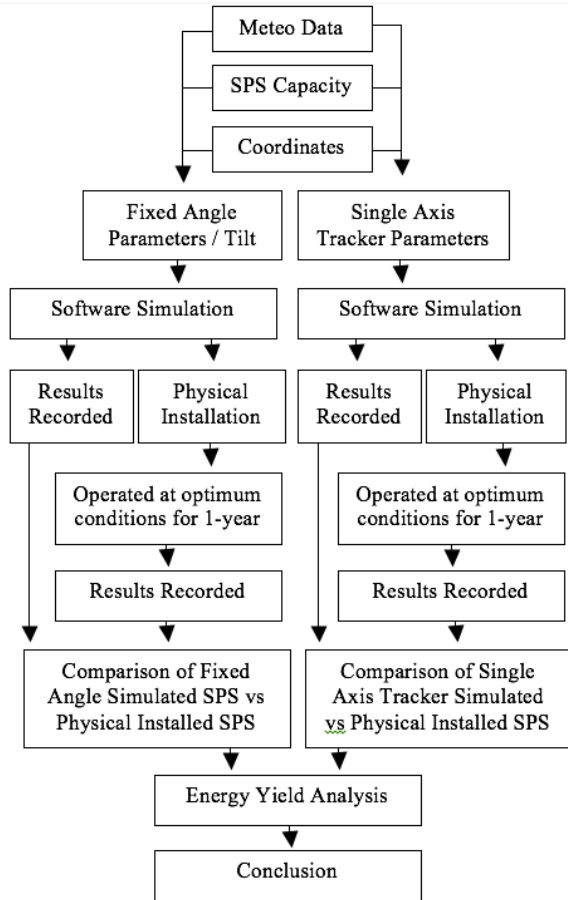 Meteo Data
SPS Capacity
Coordinates
Fixed Angle
Parameters / Tilt
Single Axis
Tracker Parameters
Software Simulation
Software Simulation
Results
Recorded
Physical
Installation
Results
Recorded
Physical
Installation
Operated at optimum
conditions for 1-year
Operated at optimum
conditions for 1-year
Results Recorded
Results Recorded
Comparison of Fixed
Angle Simulated SPS vs
Physical Installed SPS
Comparison of Single
Axis Tracker Simulated
vs Physical Installed SPS
Energy Yield Analysis
Conclusion